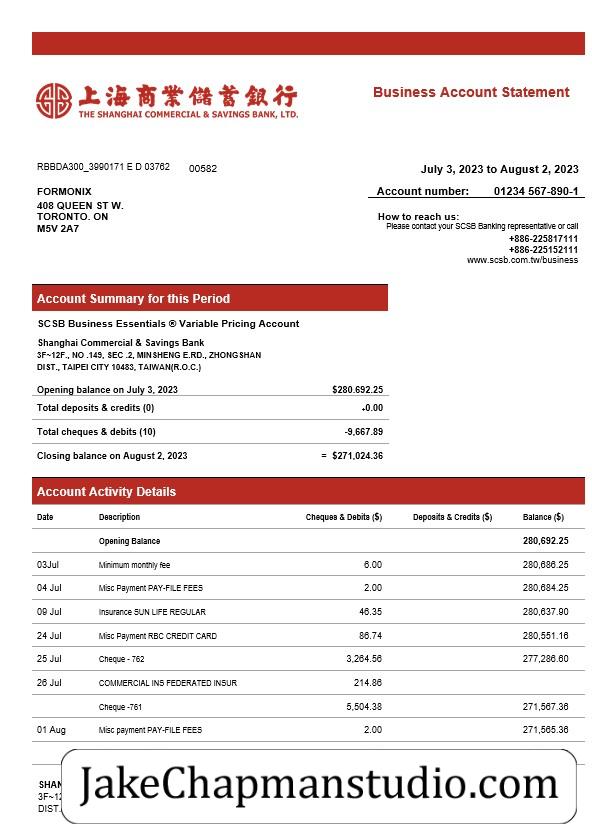 上海商業儲蓄銀行
THE SHANGHAI COMMERCIAL & SAVINGS BANK, LTD.
Business Account Statement
RBBDA300_3990171 E D 03762 00582
July 3, 2023 to August 2, 2023
FORMONIX
Account number: 01234 567-890-1
408 QUEEN ST W.
TORONTO. ON
M5V 2A7
How to reach us:
Please contact your SCSB Banking representative or call
+886-225817111
+886-225152111
www.scsb.com.tw/business
Account Summary for this Period
SCSB Business Essentials ® Variable Pricing Account
Shanghai Commercial & Savings Bank
3F~12F., NO .149, SEC .2, MINSHENG E.RD., ZHONGSHAN
DIST., TAIPEI CITY 10483, TAIWAN(R.O.C.)
Opening balance on July 3, 2023 $280.692.25
Total deposits & credits (0) +0.00
Total cheques & debits (10) -9,667.89
Closing balance on August 2, 2023 = $271,024.36
Account Activity Details
Date Description Cheques & Debits ($) Deposits & Credits ($) Balance ($)
Opening Balance 280,692.25
03Jul Minimum monthly fee 6.00 280,686.25
04 Jul Misc Payment PAY-FILE FEES 2.00 280,684.25
09 Jul Insurance SUN LIFE REGULAR 46.35 280,637.90
24 Jul Misc Payment RBC CREDIT CARD 86.74 280,551.16
25 Jul Cheque - 762 3,264.56 277,286.60
26 Jul COMMERCIAL INS FEDERATED INSUR 214.86
Cheque -761 5,504.38 271,567.36
01 Aug Misc payment PAY-FILE FEES 2.00 271,565.36
JakeChapmanstudio.com